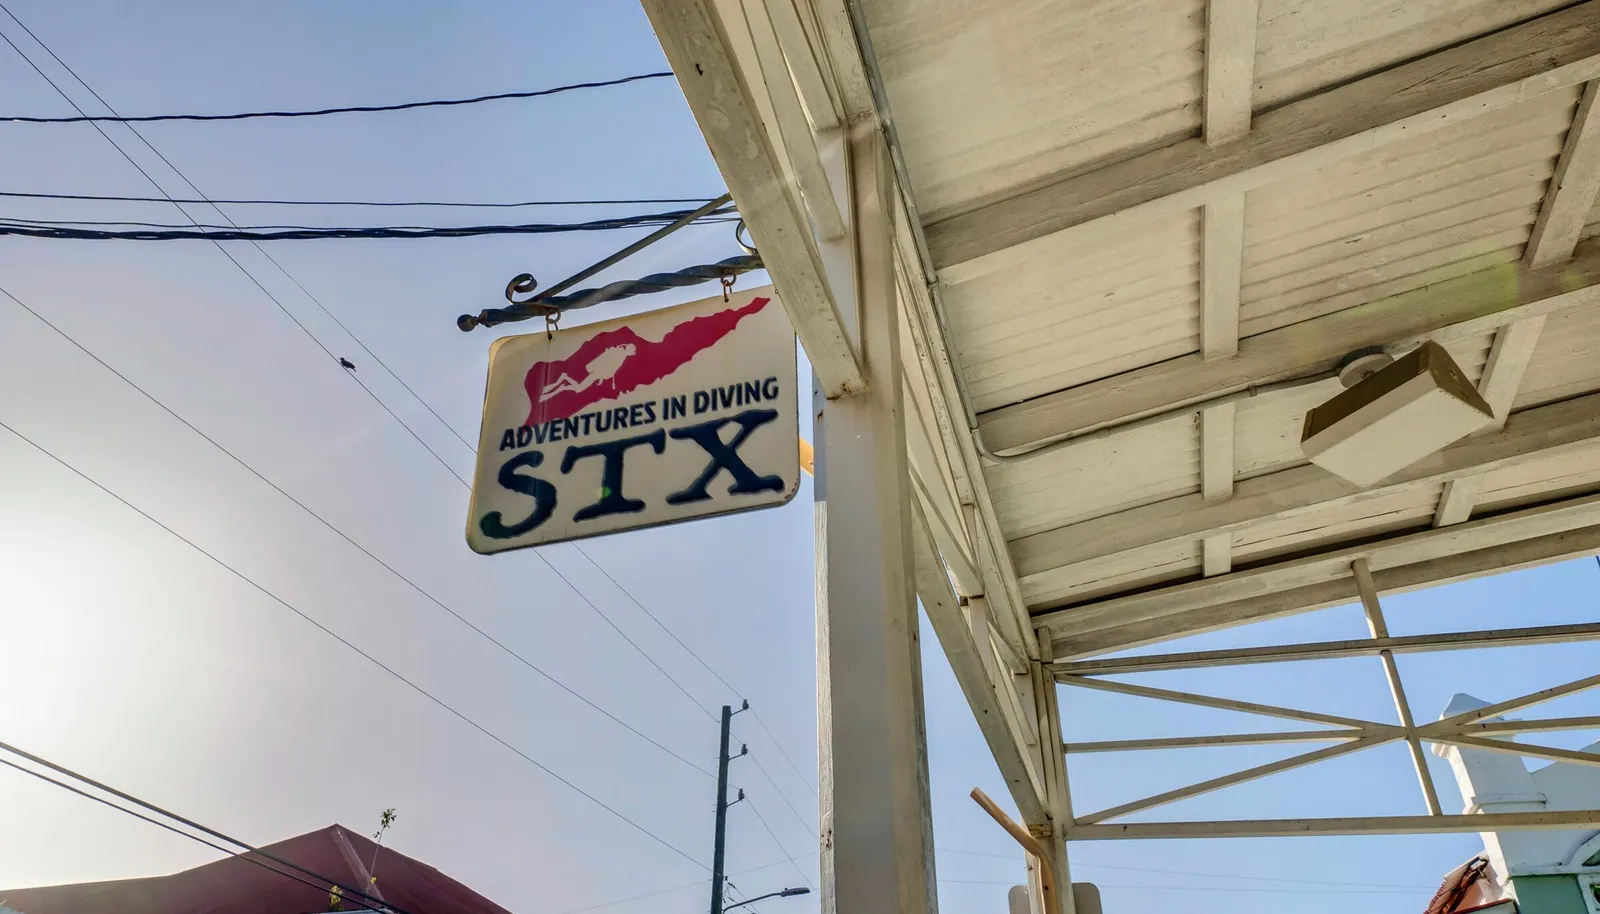 ADVENTURES IN DIVING
STX